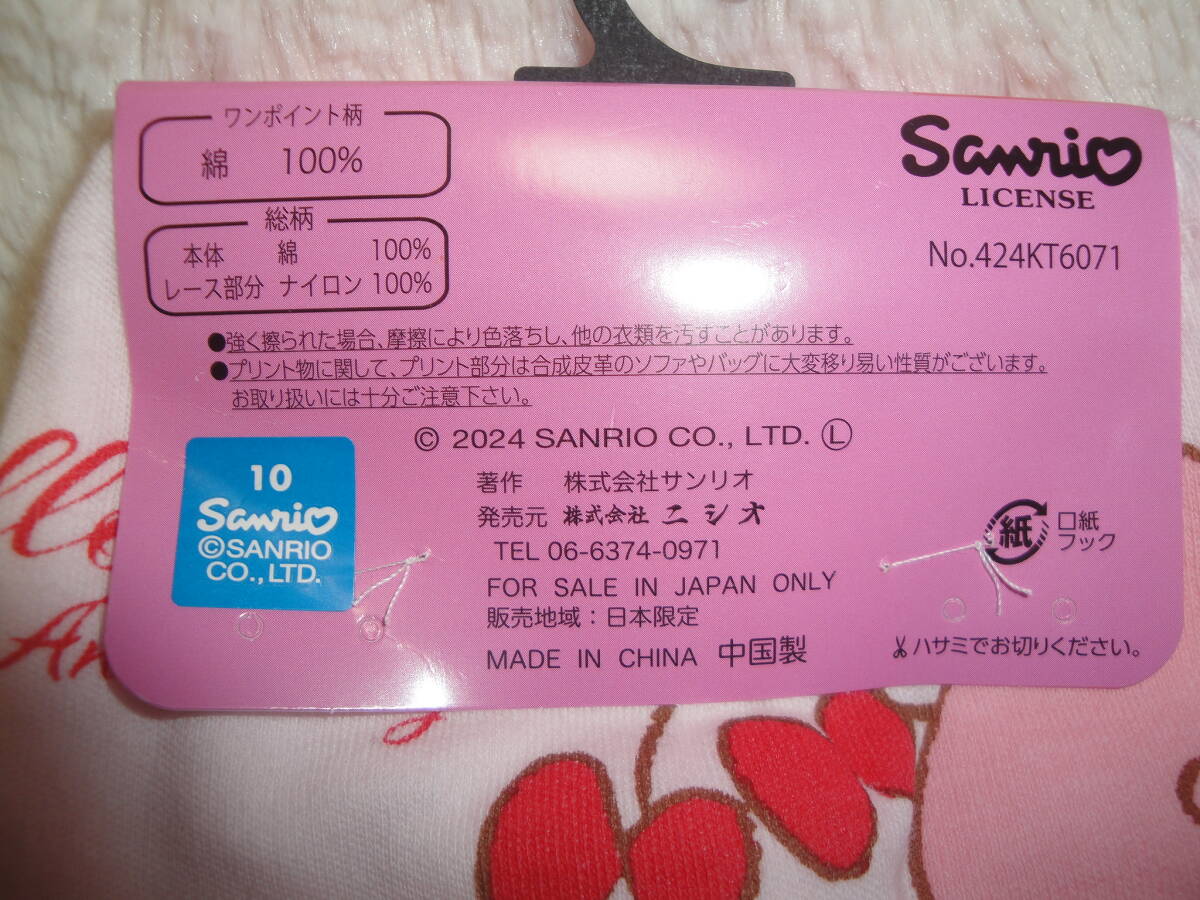 ワンポイント柄
綿 100%
総柄
本体 綿 100%
レース部分 ナイロン 100%
Sanrio
LICENSE
No.424KT6071
●強く擦られた場合、摩擦により色落ちし、他の衣類を汚すことがあります。
●プリント物に関して、プリント部分は合成皮革のソファやバッグに大変移り易い性質がございます。
お取り扱いには十分ご注意下さい。
© 2024 SANRIO CO., LTD. Ⓛ
著作 株式会社サンリオ
発売元 株式会社 ニシオ
TEL 06-6374-0971
FOR SALE IN JAPAN ONLY
販売地域：日本限定
MADE IN CHINA 中国製
10
Sanrio
©SANRIO
CO.,LTD.
紙
口紙
フック
ハサミでお切りください。